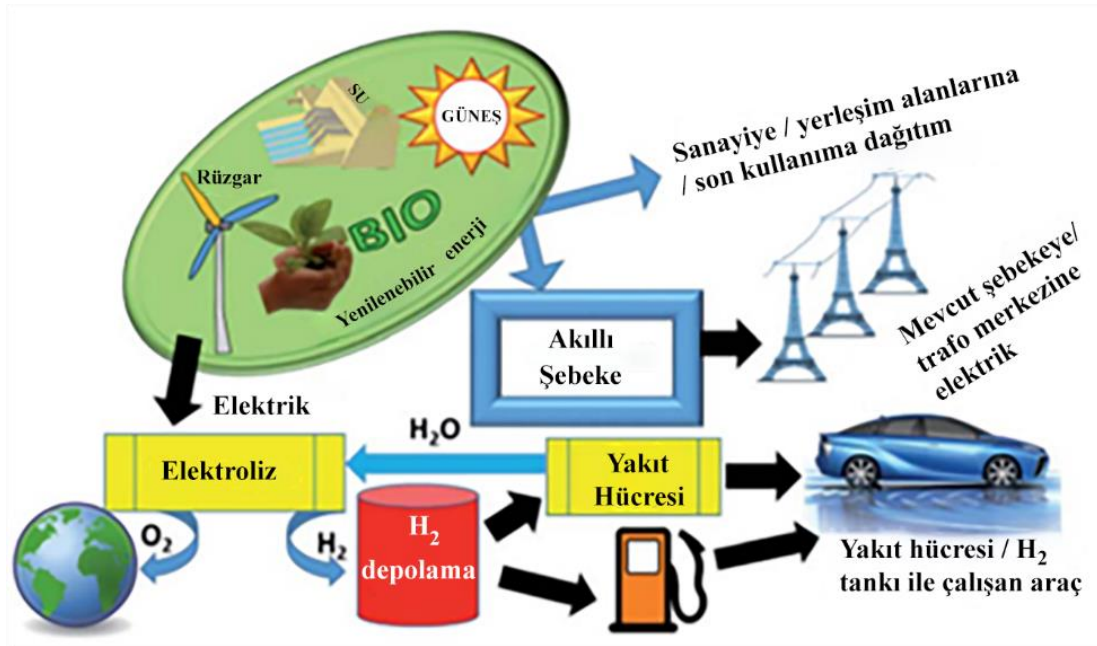 SU
GÜNEŞ
Rüzgar
BIO
Yenilenebilir enerji
Sanayiye / yerleşim alanlarına
/ son kullanıma dağıtım
Akıllı
Şebeke
Mevcut şebekeye/
trafo merkezine
elektrik
Elektrik
H₂O
Elektroliz
Yakıt
Hücresi
O₂
H₂
H₂
depolama
Yakıt hücresi / H₂
tankı ile çalışan araç